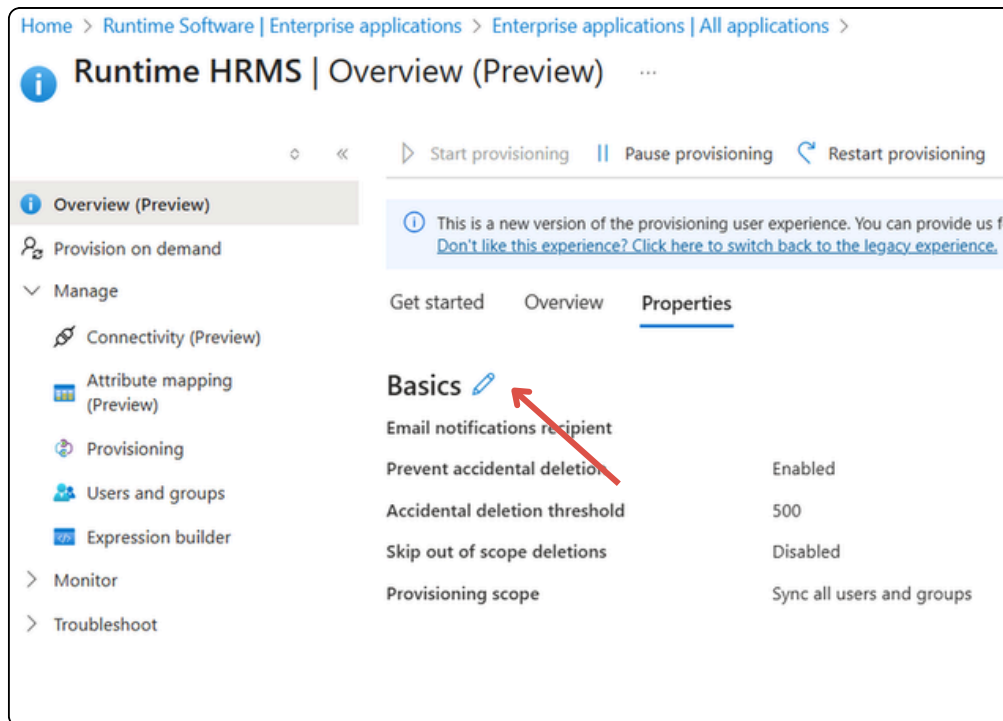 Home > Runtime Software | Enterprise applications > Enterprise applications | All applications >
Runtime HRMS | Overview (Preview) ...
Start provisioning Pause provisioning Restart provisioning
Overview (Preview)
Provision on demand
Manage
Connectivity (Preview)
Attribute mapping
(Preview)
Provisioning
Users and groups
Expression builder
Monitor
Troubleshoot
This is a new version of the provisioning user experience. You can provide us
Don't like this experience? Click here to switch back to the legacy experience.
Get started Overview Properties
Basics
Email notifications recipient
Prevent accidental deletion Enabled
Accidental deletion threshold 500
Skip out of scope deletions Disabled
Provisioning scope Sync all users and groups